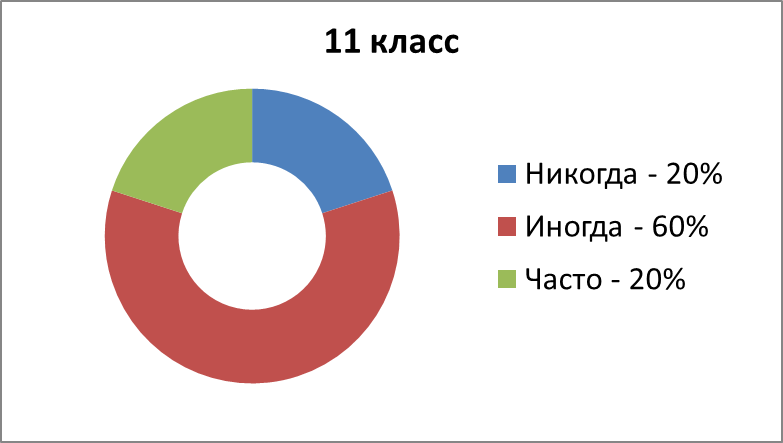 11 класс
Никогда - 20%
Иногда - 60%
Часто - 20%